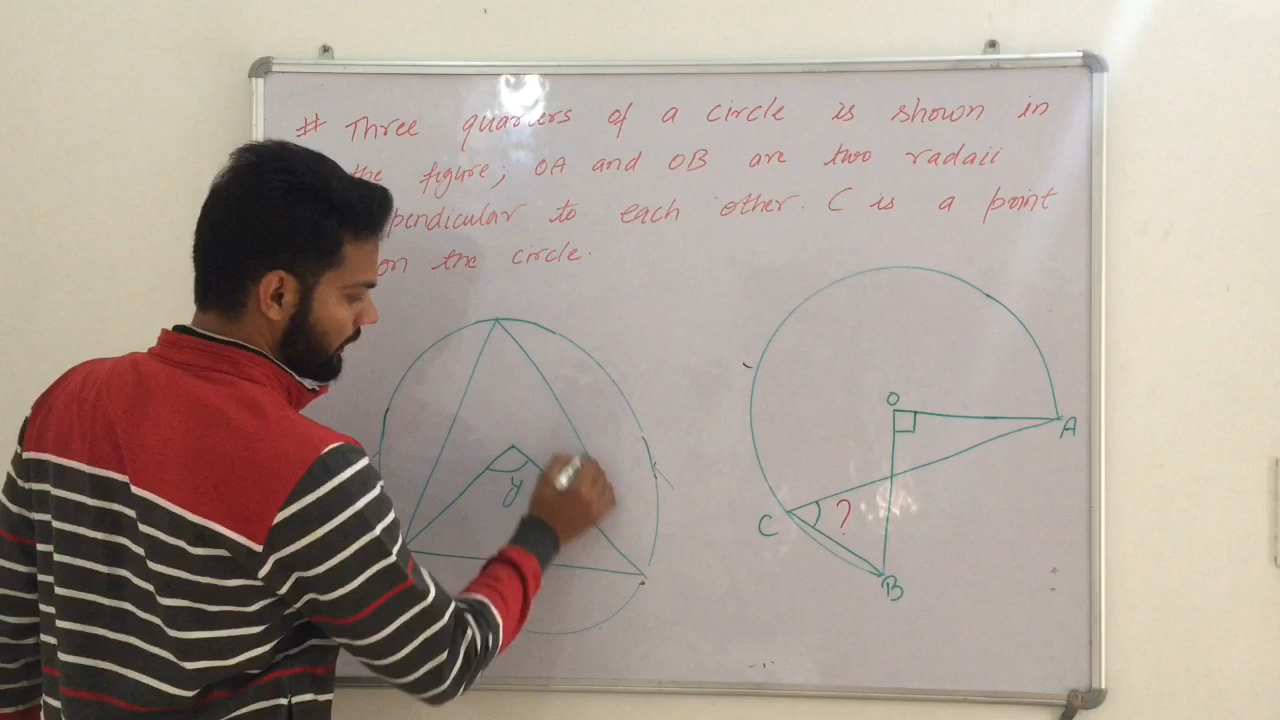 # Three quarters of a circle is shown in
the figure; OA and OB are two radaii
pendicular to each other. C is a point
on the circle.
y
O
A
C
?
B